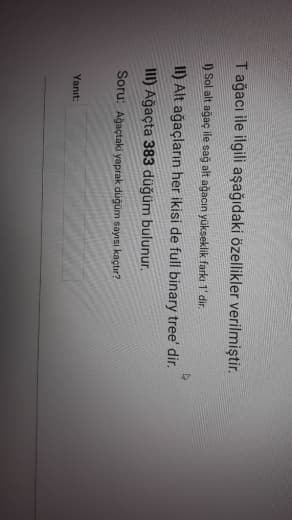 T ağacı ile ilgili aşağıdaki özellikler verilmiştir.
I) Sol alt ağaç ile sağ alt ağacın yükseklik farkı 1' dir.
II) Alt ağaçların her ikisi de full binary tree' dir.
III) Ağaçta 383 düğüm bulunur.
Soru: Ağaçtaki yaprak düğüm sayısı kaçtır?
Yanıt: